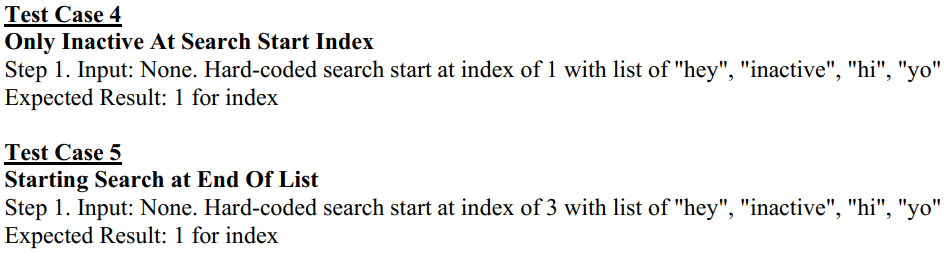 Test Case 4
Only Inactive At Search Start Index
Step 1. Input: None. Hard-coded search start at index of 1 with list of "hey", "inactive", "hi", "yo"
Expected Result: 1 for index
Test Case 5
Starting Search at End Of List
Step 1. Input: None. Hard-coded search start at index of 3 with list of "hey", "inactive", "hi", "yo"
Expected Result: 1 for index